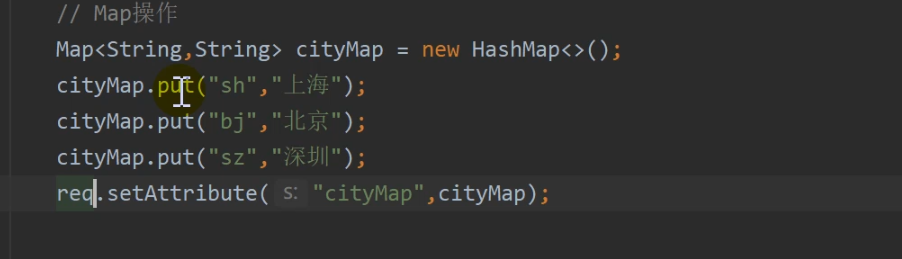 // Map操作
Map<String,String> cityMap = new HashMap<>();
cityMap.put("sh","上海");
cityMap.put("bj","北京");
cityMap.put("sz","深圳");
req.setAttribute( s: "cityMap",cityMap);